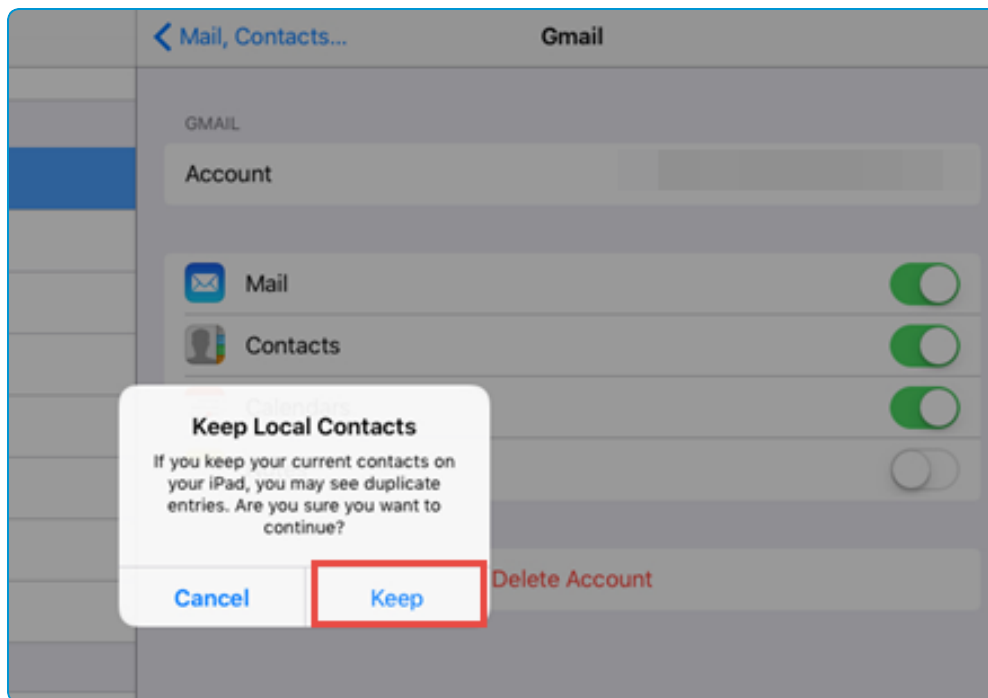 Mail, Contacts...
Gmail
GMAIL
Account
Mail
Contacts
Calendars
Keep Local Contacts
If you keep your current contacts on
your iPad, you may see duplicate
entries. Are you sure you want to
continue?
Cancel
Keep
Delete Account